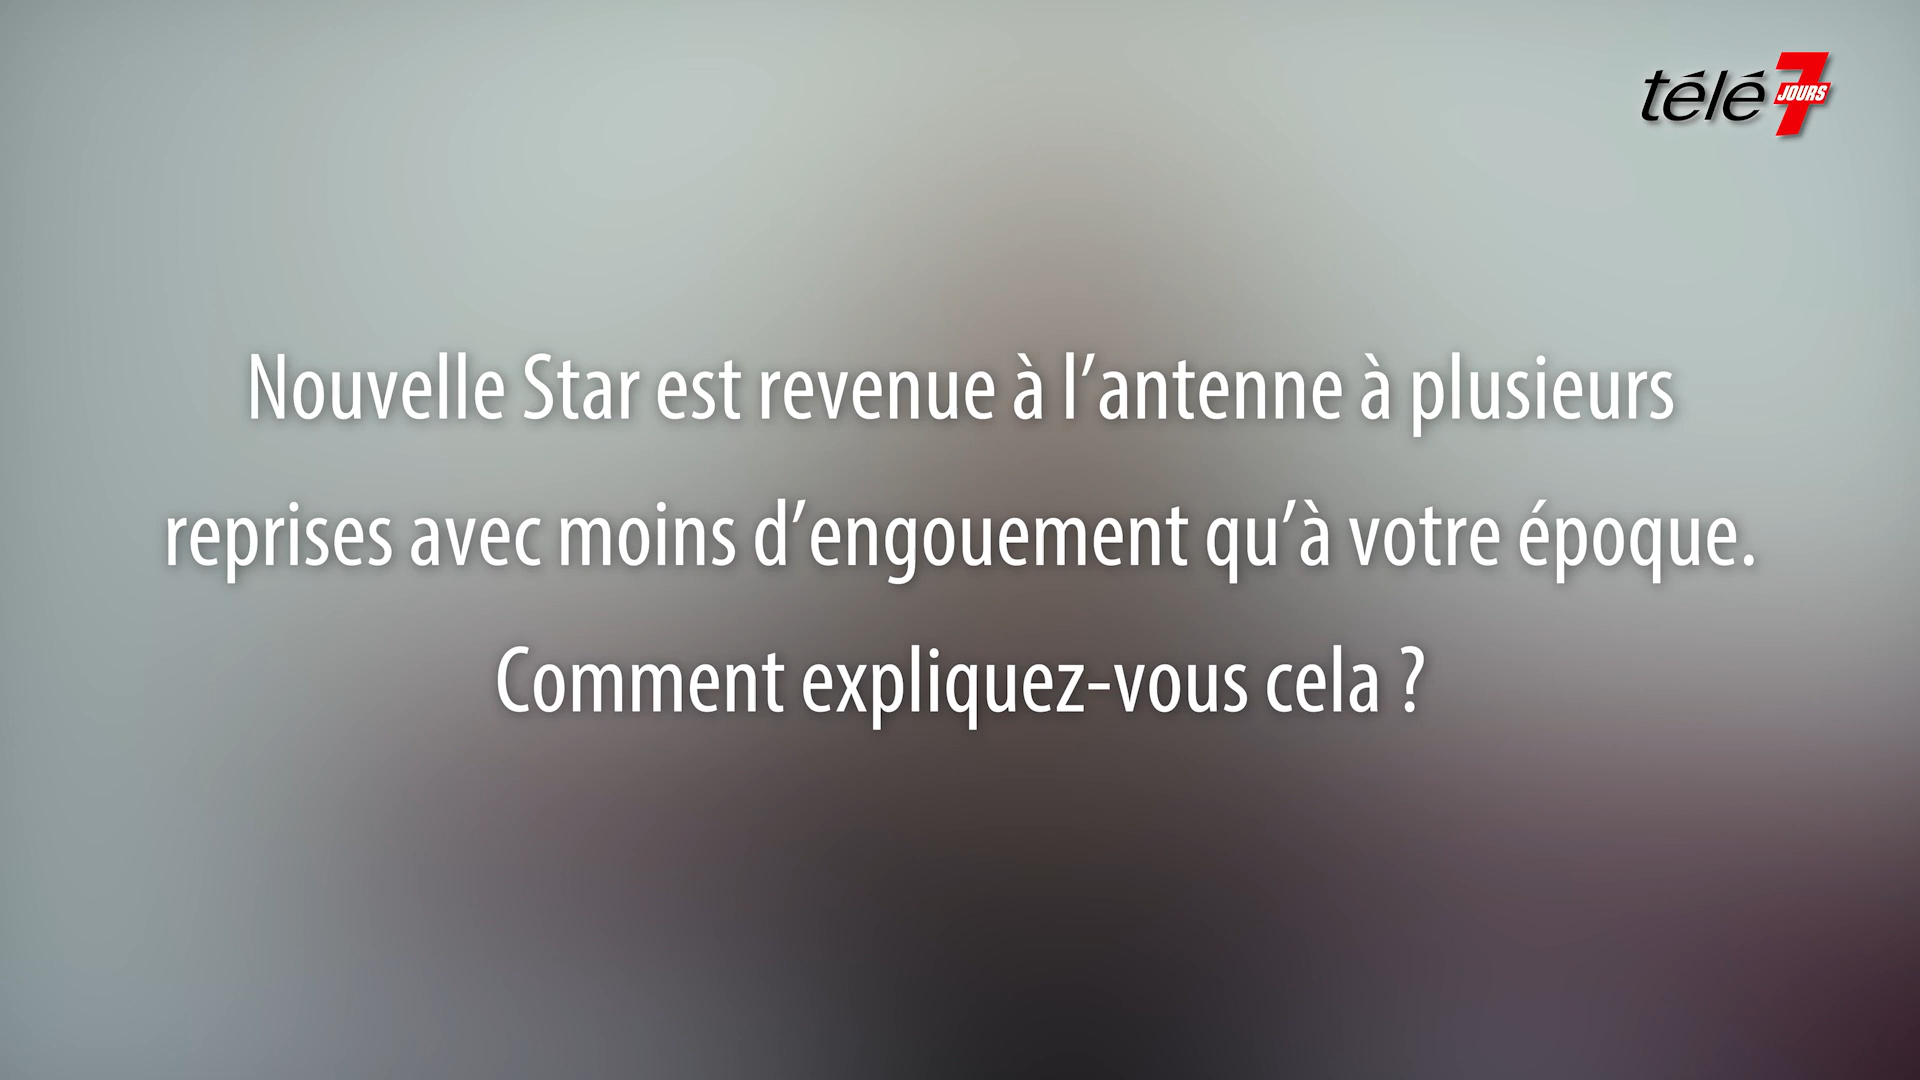 télé 7 JOURS
Nouvelle Star est revenue à l’antenne à plusieurs
reprises avec moins d’engouement qu’à votre époque.
Comment expliquez-vous cela ?